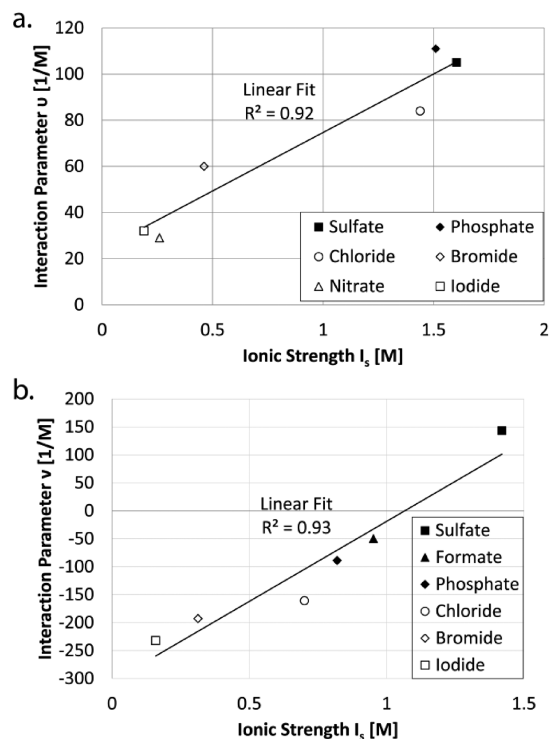 a.
120
100
80
60
40
20
0
Interaction Parameter υ [1/M]
Linear Fit
R² = 0.92
Sulfate Phosphate
Chloride Bromide
Nitrate Iodide
0 0.5 1 1.5 2
Ionic Strength Iₛ [M]
b.
200
150
100
50
0
-50
-100
-150
-200
-250
-300
Interaction Parameter ν [1/M]
Linear Fit
R² = 0.93
Sulfate
Formate
Phosphate
Chloride
Bromide
Iodide
0 0.5 1 1.5
Ionic Strength Iₛ [M]